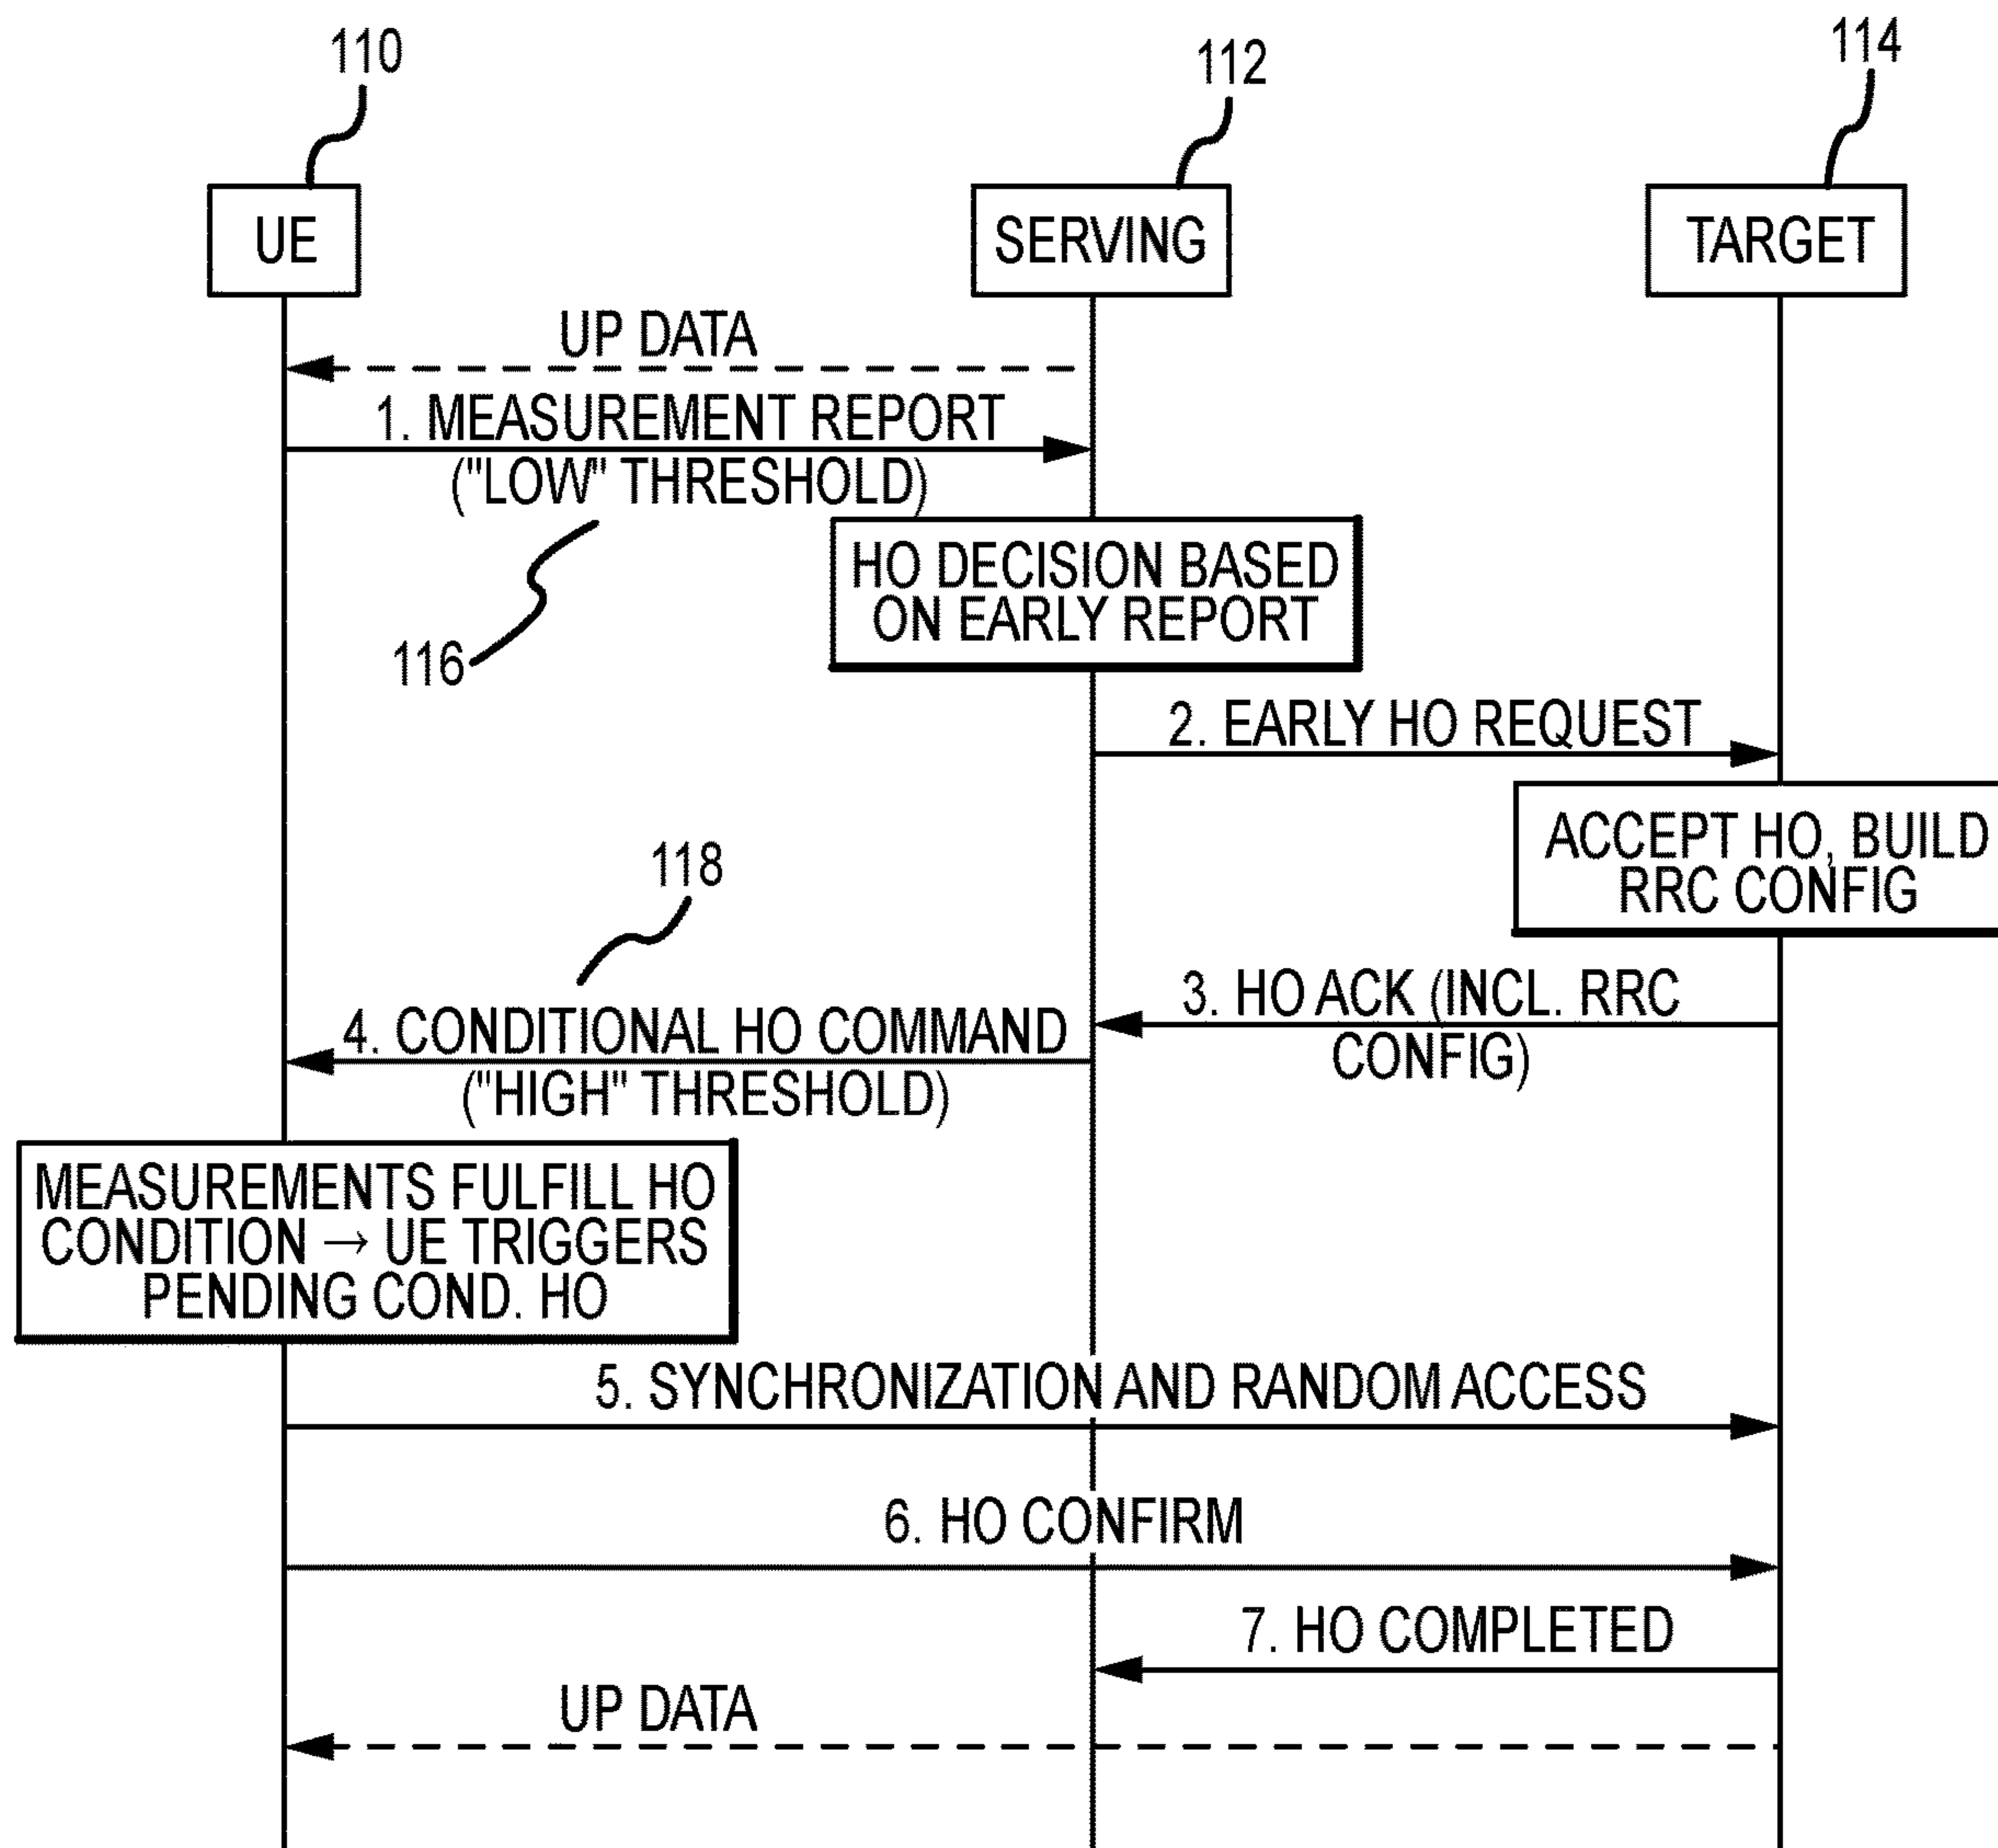 110
112
114
UE
SERVING
TARGET
UP DATA
1. MEASUREMENT REPORT
("LOW" THRESHOLD)
116
HO DECISION BASED
ON EARLY REPORT
2. EARLY HO REQUEST
ACCEPT HO, BUILD
RRC CONFIG
118
3. HO ACK (INCL. RRC
CONFIG)
4. CONDITIONAL HO COMMAND
("HIGH" THRESHOLD)
MEASUREMENTS FULFILL HO
CONDITION → UE TRIGGERS
PENDING COND. HO
5. SYNCHRONIZATION AND RANDOM ACCESS
6. HO CONFIRM
7. HO COMPLETED
UP DATA